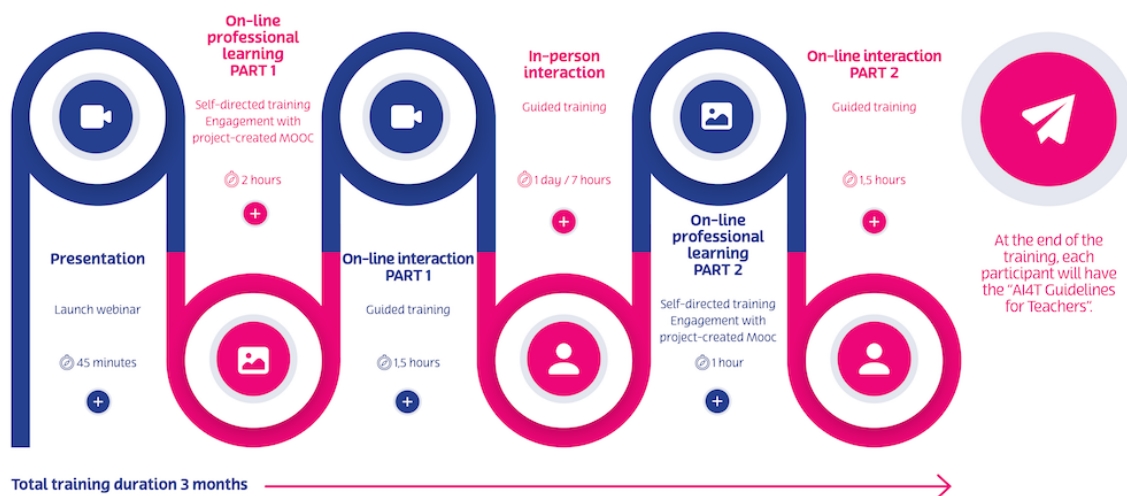 Presentation
Launch webinar
45 minutes
On-line
professional
learning
PART 1
Self-directed training
Engagement with
project-created MOOC
2 hours
On-line interaction
PART 1
Guided training
1,5 hours
In-person
interaction
Guided training
1 day / 7 hours
On-line
professional
learning
PART 2
Self-directed training
Engagement with
project-created Mooc
1 hour
On-line interaction
PART 2
Guided training
1,5 hours
At the end of the
training, each
participant will have
the "AI4T Guidelines
for Teachers".
Total training duration 3 months